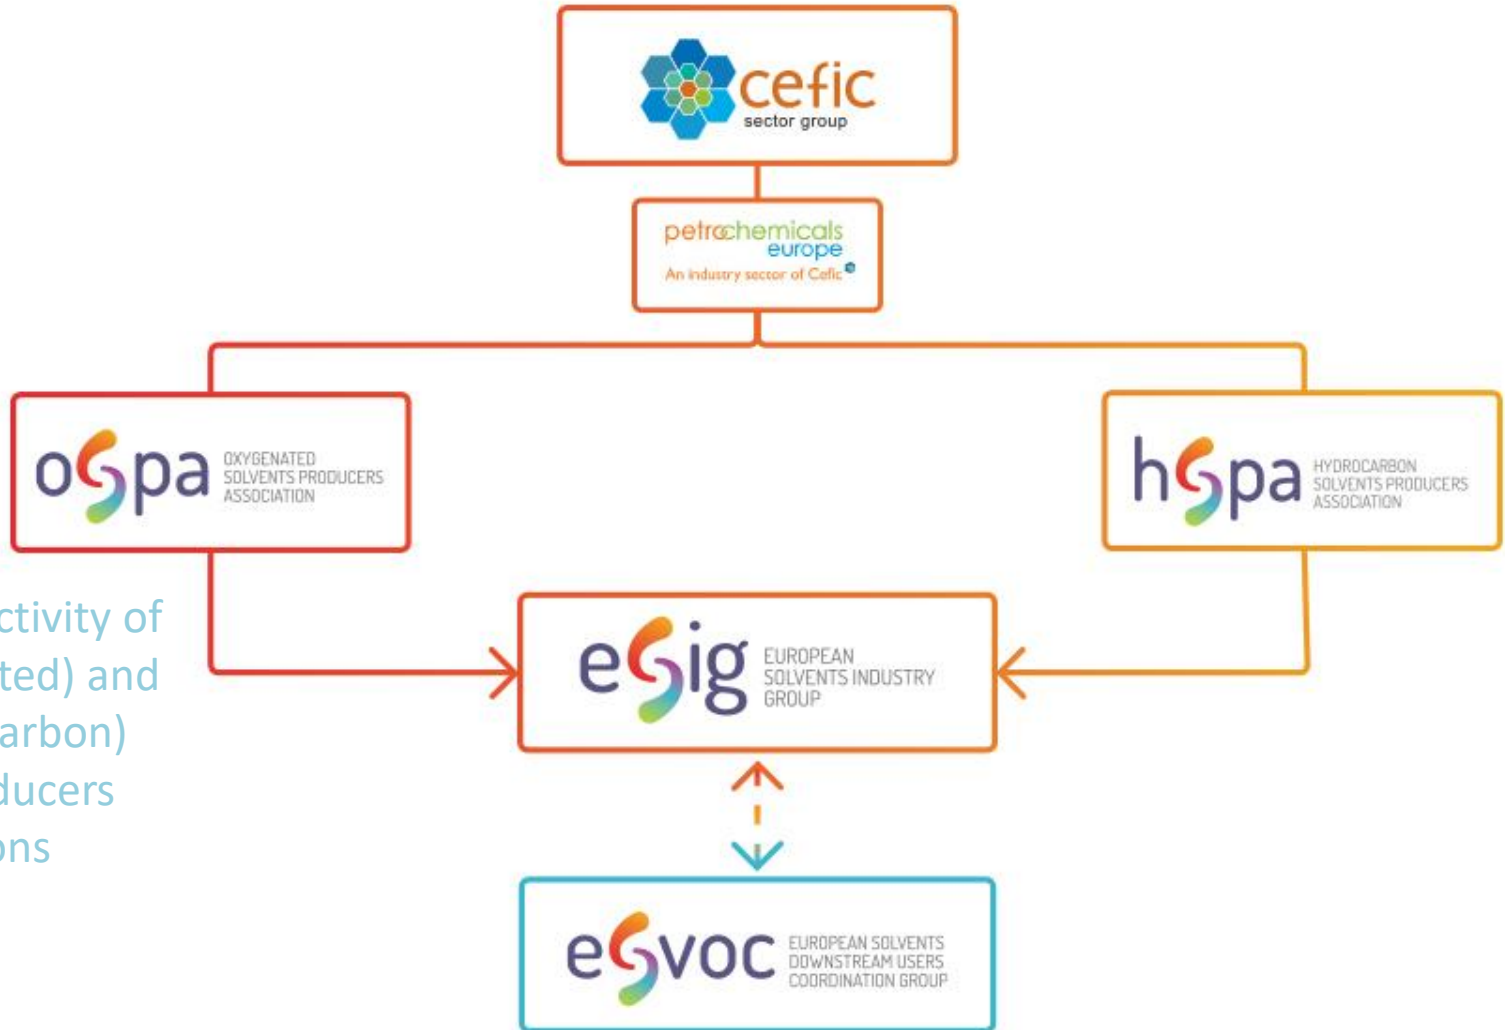 cefic
sector group
petrochemicals
europe
An industry sector of Cefic
ospa
OXYGENATED
SOLVENTS PRODUCERS
ASSOCIATION
hspa
HYDROCARBON
SOLVENTS PRODUCERS
ASSOCIATION
ctivity of
ted) and
arbon)
ducers
ons
esig
EUROPEAN
SOLVENTS INDUSTRY
GROUP
esvoc
EUROPEAN SOLVENTS
DOWNSTREAM USERS
COORDINATION GROUP